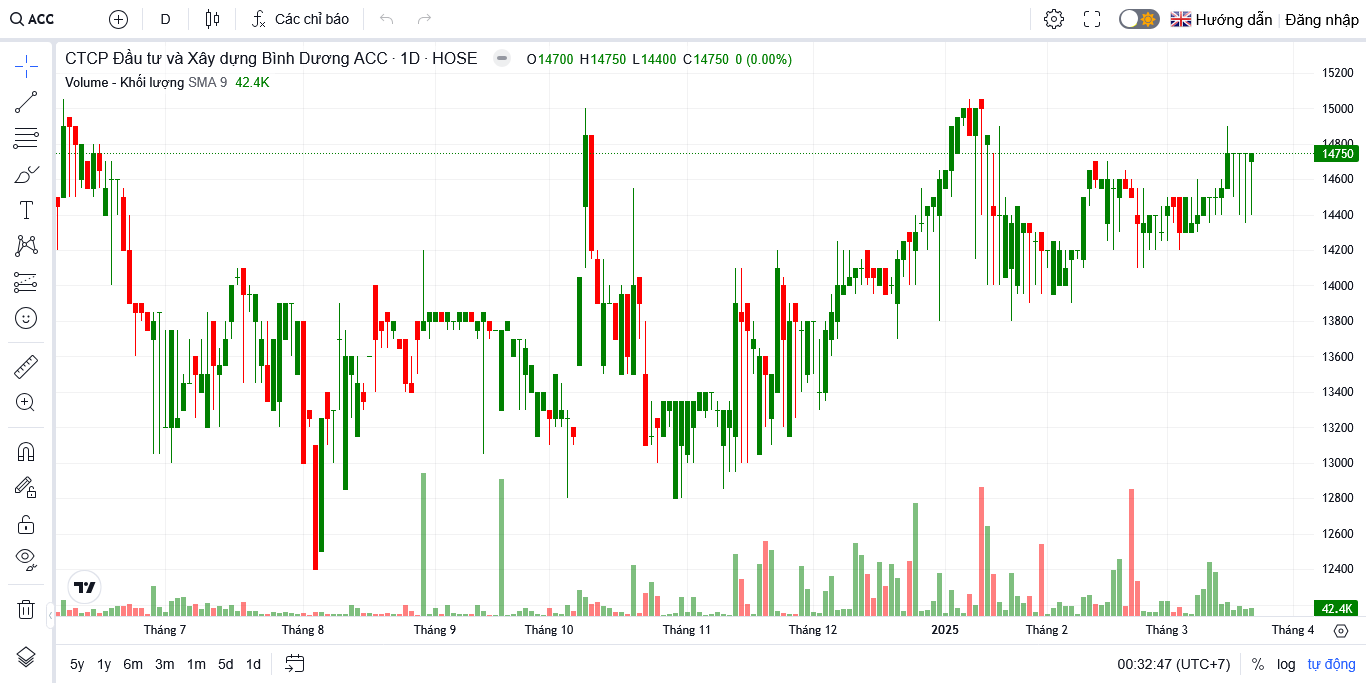 ACC D Các chỉ báo Hướng dẫn Đăng nhập
CTCP Đầu tư và Xây dựng Bình Dương ACC · 1D · HOSE O14700 H14750 L14400 C14750 0 (0.00%)
Volume - Khối lượng SMA 9 42.4K
15200
15000
14800
14750
14600
14400
14200
14000
13800
13600
13400
13200
13000
12800
12600
12400
42.4K
Tháng 7 Tháng 8 Tháng 9 Tháng 10 Tháng 11 Tháng 12 2025 Tháng 2 Tháng 3 Tháng 4
5y 1y 6m 3m 1m 5d 1d 00:32:47 (UTC+7) % log tự động